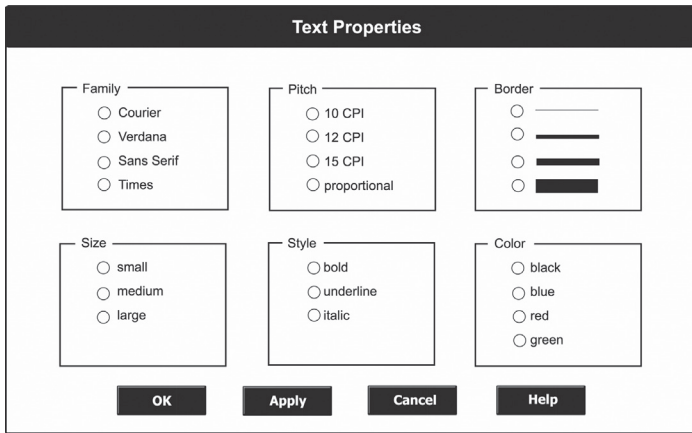 Text Properties
Family
Courier
Verdana
Sans Serif
Times
Pitch
10 CPI
12 CPI
15 CPI
proportional
Border
Size
small
medium
large
Style
bold
underline
italic
Color
black
blue
red
green
OK
Apply
Cancel
Help